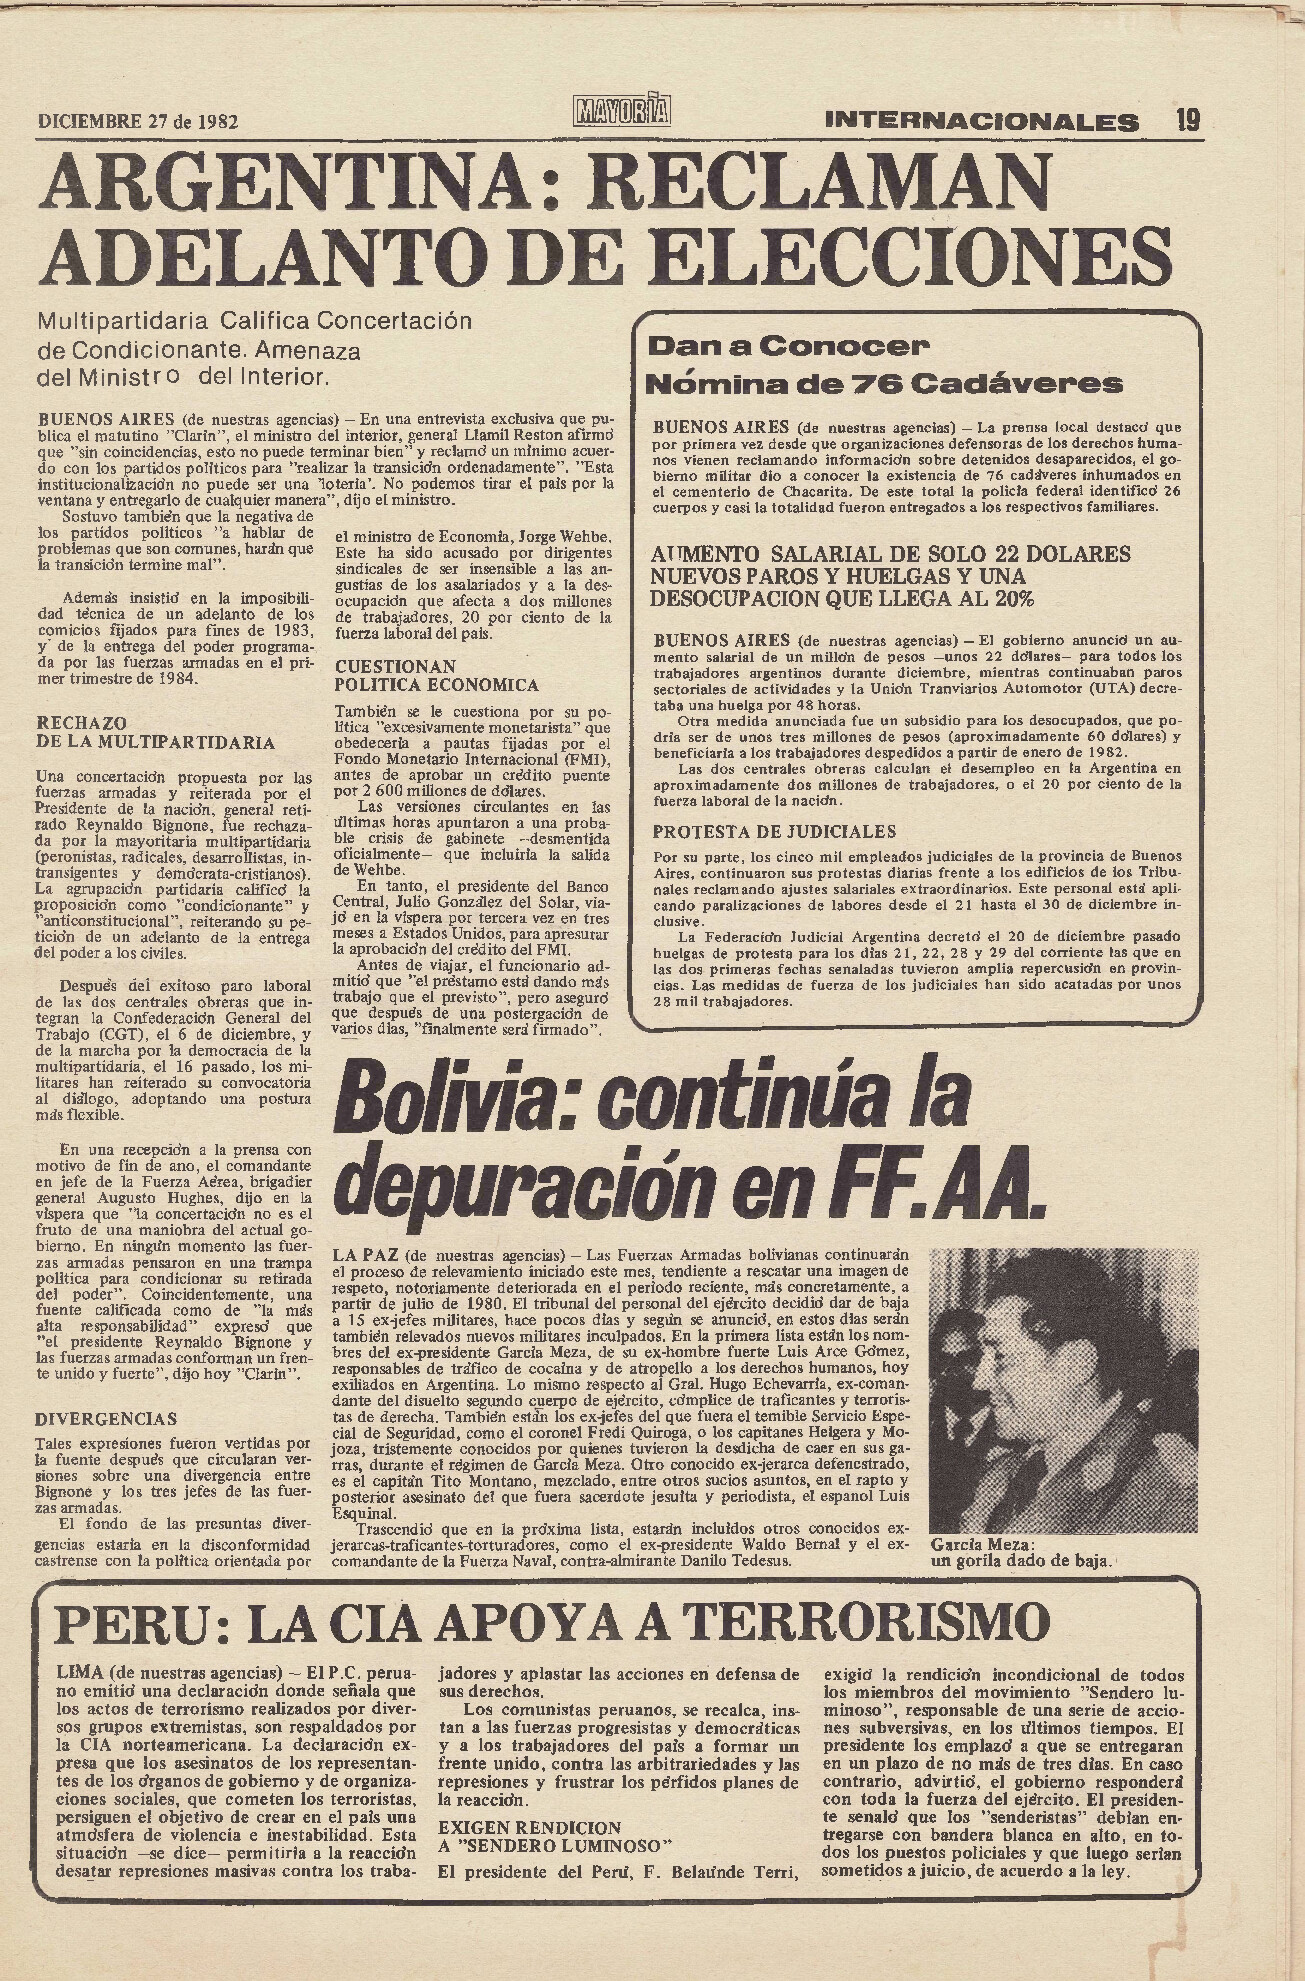 DICIEMBRE 27 de 1982
MAYORIA
INTERNACIONALES 19
ARGENTINA: RECLAMAN
ADELANTO DE ELECCIONES
Multipartidaria Califica Concertación
de Condicionante. Amenaza
del Ministro del Interior.
BUENOS AIRES (de nuestras agencias) — En una entrevista exclusiva que pu-
blica el matutino "Clarín", el ministro del interior, general Llamil Reston afirmó
que "sin coincidencias, esto no puede terminar bien" y reclamó un mínimo acuer-
do con los partidos políticos para "realizar la transición ordenadamente". "Esta
institucionalización no puede ser una 'lotería'. No podemos tirar el país por la
ventana y entregarlo de cualquier manera", dijo el ministro.
Sostuvo también que la negativa de
los partidos políticos "a hablar de
problemas que son comunes, harán que
la transición termine mal".
Además insistió en la imposibili-
dad técnica de un adelanto de los
comicios fijados para fines de 1983,
y de la entrega del poder programa-
da por las fuerzas armadas en el pri-
mer trimestre de 1984.
RECHAZO
DE LA MULTIPARTIDARIA
Una concertación propuesta por las
fuerzas armadas y reiterada por el
Presidente de la nación, general reti-
rado Reynaldo Bignone, fue rechaza-
da por la mayoritaria multipartidaria
(peronistas, radicales, desarrollistas, in-
transigentes y demócrata-cristianos).
La agrupación partidaria calificó la
proposición como "condicionante" y
"anticonstitucional", reiterando su pe-
tición de un adelanto de la entrega
del poder a los civiles.
Después del exitoso paro laboral
de las dos centrales obreras que in-
tegran la Confederación General del
Trabajo (CGT), el 6 de diciembre, y
de la marcha por la democracia de la
multipartidaria, el 16 pasado, los mi-
litares han reiterado su convocatoria
al diálogo, adoptando una postura
más flexible.
En una recepción a la prensa con
motivo de fin de ano, el comandante
en jefe de la Fuerza Aérea, brigadier
general Augusto Hughes, dijo en la
víspera que "la concertación no es el
fruto de una maniobra del actual go-
bierno. En ningún momento las fuer-
zas armadas pensaron en una trampa
política para condicionar su retirada
del poder". Coincidentemente, una
fuente calificada como de "la más
alta responsabilidad" expresó que
"el presidente Reynaldo Bignone y
las fuerzas armadas conforman un fren-
te unido y fuerte", dijo hoy "Clarín".
DIVERGENCIAS
Tales expresiones fueron vertidas por
la fuente después que circularan ver-
siones sobre una divergencia entre
Bignone y los tres jefes de las fuer-
zas armadas.
El fondo de las presuntas diver-
gencias estaría en la disconformidad
castrense con la política orientada por
el ministro de Economía, Jorge Wehbe.
Este ha sido acusado por dirigentes
sindicales de ser insensible a las an-
gustias de los asalariados y a la des-
ocupación que afecta a dos millones
de trabajadores, 20 por ciento de la
fuerza laboral del país.
CUESTIONAN
POLITICA ECONOMICA
También se le cuestiona por su po-
lítica "excesivamente monetarista" que
obedecería a pautas fijadas por el
Fondo Monetario Internacional (FMI),
antes de aprobar un crédito puente
por 2 600 millones de dólares.
Las versiones circulantes en las
últimas horas apuntaron a una proba-
ble crisis de gabinete --desmentida
oficialmente— que incluiría la salida
de Wehbe.
En tanto, el presidente del Banco
Central, Julio González del Solar, via-
jó en la víspera por tercera vez en tres
meses a Estados Unidos, para apresurar
la aprobación del crédito del FMI.
Antes de viajar, el funcionario ad-
mitió que "el préstamo está dando más
trabajo que el previsto", pero aseguró
que después de una postergación de
varios días, "finalmente será firmado".
Dan a Conocer
Nómina de 76 Cadáveres
BUENOS AIRES (de nuestras agencias) — La prensa local destacó que
por primera vez desde que organizaciones defensoras de los derechos huma-
nos vienen reclamando información sobre detenidos desaparecidos, el go-
bierno militar dio a conocer la existencia de 76 cadáveres inhumados en
el cementerio de Chacarita. De este total la policía federal identificó 26
cuerpos y casi la totalidad fueron entregados a los respectivos familiares.
AUMENTO SALARIAL DE SOLO 22 DOLARES
NUEVOS PAROS Y HUELGAS Y UNA
DESOCUPACION QUE LLEGA AL 20%
BUENOS AIRES (de nuestras agencias) — El gobierno anunció un au-
mento salarial de un millón de pesos —unos 22 dólares— para todos los
trabajadores argentinos durante diciembre, mientras continuaban paros
sectoriales de actividades y la Unión Tranviarios Automotor (UTA) decre-
taba una huelga por 48 horas.
Otra medida anunciada fue un subsidio para los desocupados, que po-
dría ser de unos tres millones de pesos (aproximadamente 60 dólares) y
beneficiaría a los trabajadores despedidos a partir de enero de 1982.
Las dos centrales obreras calculan el desempleo en la Argentina en
aproximadamente dos millones de trabajadores, o el 20 por ciento de la
fuerza laboral de la nación.
PROTESTA DE JUDICIALES
Por su parte, los cinco mil empleados judiciales de la provincia de Buenos
Aires, continuaron sus protestas diarias frente a los edificios de los Tribu-
nales reclamando ajustes salariales extraordinarios. Este personal está apli-
cando paralizaciones de labores desde el 21 hasta el 30 de diciembre in-
clusive.
La Federación Judicial Argentina decretó el 20 de diciembre pasado
huelgas de protesta para los días 21, 22, 28 y 29 del corriente las que en
las dos primeras fechas senaladas tuvieron amplia repercusión en provin-
cias. Las medidas de fuerza de los judiciales han sido acatadas por unos
28 mil trabajadores.
Bolivia: continúa la
depuración en FF.AA.
LA PAZ (de nuestras agencias) — Las Fuerzas Armadas bolivianas continuarán
el proceso de relevamiento iniciado este mes, tendiente a rescatar una imagen de
respeto, notoriamente deteriorada en el período reciente, más concretamente, a
partir de julio de 1980. El tribunal del personal del ejército decidió dar de baja
a 15 ex-jefes militares, hace pocos días y según se anunció, en estos días serán
también relevados nuevos militares inculpados. En la primera lista están los nom-
bres del ex-presidente García Meza, de su ex-hombre fuerte Luis Arce Gómez,
responsables de tráfico de cocaína y de atropello a los derechos humanos, hoy
exiliados en Argentina. Lo mismo respecto al Gral. Hugo Echevarría, ex-coman-
dante del disuelto segundo cuerpo de ejército, cómplice de traficantes y terroris-
tas de derecha. También están los ex-jefes del que fuera el temible Servicio Espe-
cial de Seguridad, como el coronel Fredi Quiroga, o los capitanes Helgera y Mo-
joza, tristemente conocidos por quienes tuvieron la desdicha de caer en sus ga-
rras, durante el régimen de García Meza. Otro conocido ex-jerarca defenestrado,
es el capitán Tito Montano, mezclado, entre otros sucios asuntos, en el rapto y
posterior asesinato del que fuera sacerdote jesuita y periodista, el espanol Luis
Esquinal.
Trascendió que en la próxima lista, estarán incluídos otros conocidos ex-
jerarcas-traficantes-torturadores, como el ex-presidente Waldo Bernal y el ex-
comandante de la Fuerza Naval, contra-almirante Danilo Tedesus.
García Meza:
un gorila dado de baja.
PERU: LA CIA APOYA A TERRORISMO
LIMA (de nuestras agencias) — El P.C. perua-
no emitió una declaración donde señala que
los actos de terrorismo realizados por diver-
sos grupos extremistas, son respaldados por
la CIA norteamericana. La declaración ex-
presa que los asesinatos de los representan-
tes de los órganos de gobierno y de organiza-
ciones sociales, que cometen los terroristas,
persiguen el objetivo de crear en el país una
atmósfera de violencia e inestabilidad. Esta
situación —se dice— permitiría a la reacción
desatar represiones masivas contra los traba-
jadores y aplastar las acciones en defensa de
sus derechos.
Los comunistas peruanos, se recalca, ins-
tan a las fuerzas progresistas y democráticas
y a los trabajadores del país a formar un
frente unido, contra las arbitrariedades y las
represiones y frustrar los pérfidos planes de
la reacción.
EXIGEN RENDICION
A "SENDERO LUMINOSO"
El presidente del Perú, F. Belaúnde Terri,
exigió la rendición incondicional de todos
los miembros del movimiento "Sendero lu-
minoso", responsable de una serie de accio-
nes subversivas, en los últimos tiempos. El
presidente los emplazó a que se entregaran
en un plazo de no más de tres días. En caso
contrario, advirtió, el gobierno responderá
con toda la fuerza del ejército. El presiden-
te senaló que los "senderistas" debían en-
tregarse con bandera blanca en alto, en to-
dos los puestos policiales y que luego serían
sometidos a juicio, de acuerdo a la ley.